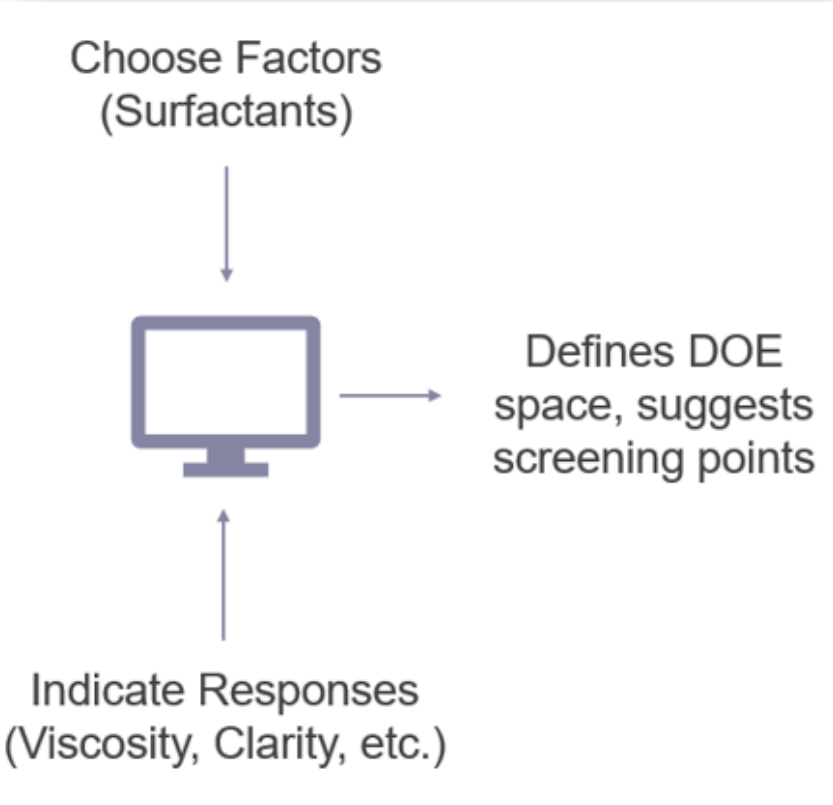 Choose Factors
(Surfactants)
Defines DOE
space, suggests
screening points
Indicate Responses
(Viscosity, Clarity, etc.)